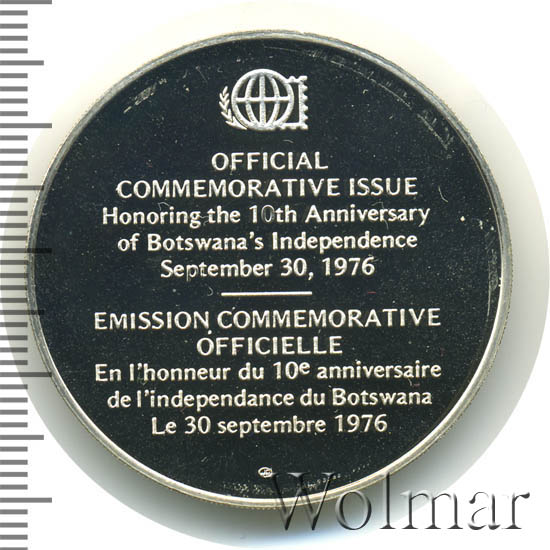 OFFICIAL
COMMEMORATIVE ISSUE
Honoring the 10th Anniversary
of Botswana's Independence
September 30, 1976
EMISSION COMMEMORATIVE
OFFICIELLE
En l'honneur du 10e anniversaire
de l'independance du Botswana
Le 30 septembre 1976
Wolmar